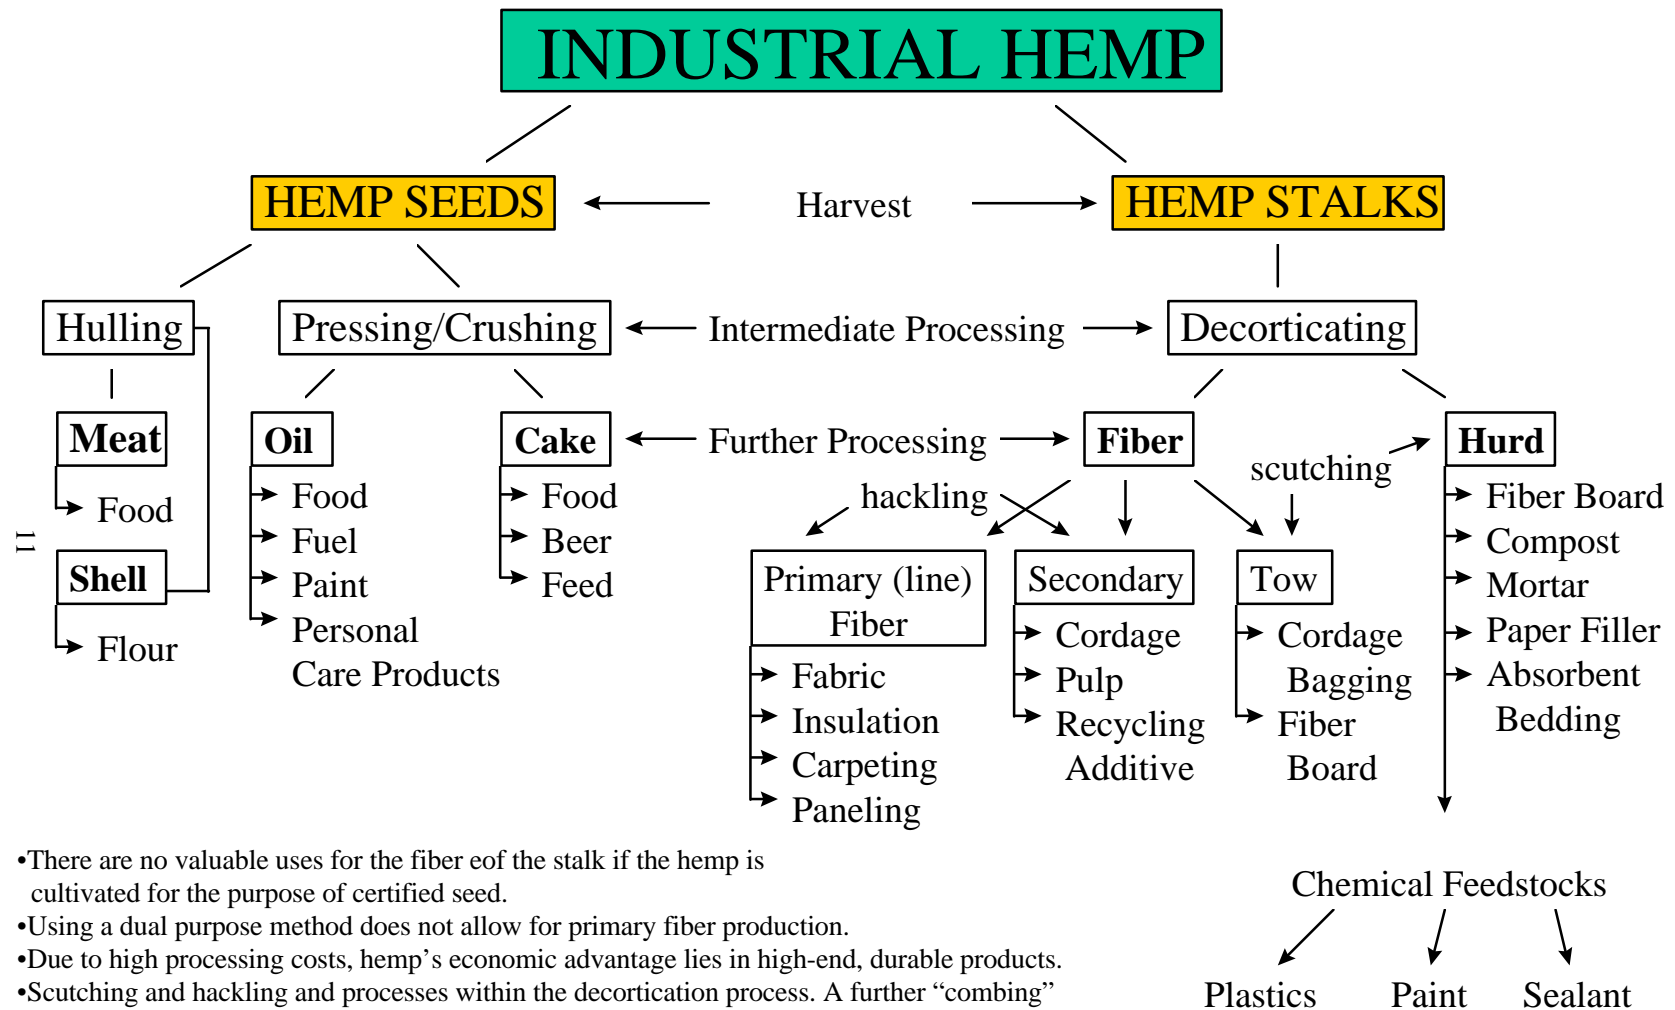 INDUSTRIAL HEMP
HEMP SEEDS
Harvest
HEMP STALKS
Hulling
Pressing/Crushing
Intermediate Processing
Decorticating
Meat
Oil
Cake
Further Processing
Fiber
Hurd
scutching
hackling
Food
Food
Fuel
Paint
Personal
Care Products
Food
Beer
Feed
11
Shell
Flour
Primary (line)
Fiber
Fabric
Insulation
Carpeting
Paneling
Secondary
Cordage
Pulp
Recycling
Additive
Tow
Cordage
Bagging
Fiber
Board
Fiber Board
Compost
Mortar
Paper Filler
Absorbent
Bedding
Chemical Feedstocks
Plastics
Paint
Sealant
•There are no valuable uses for the fiber eof the stalk if the hemp is
cultivated for the purpose of certified seed.
•Using a dual purpose method does not allow for primary fiber production.
•Due to high processing costs, hemp’s economic advantage lies in high-end, durable products.
•Scutching and hackling and processes within the decortication process. A further “combing”